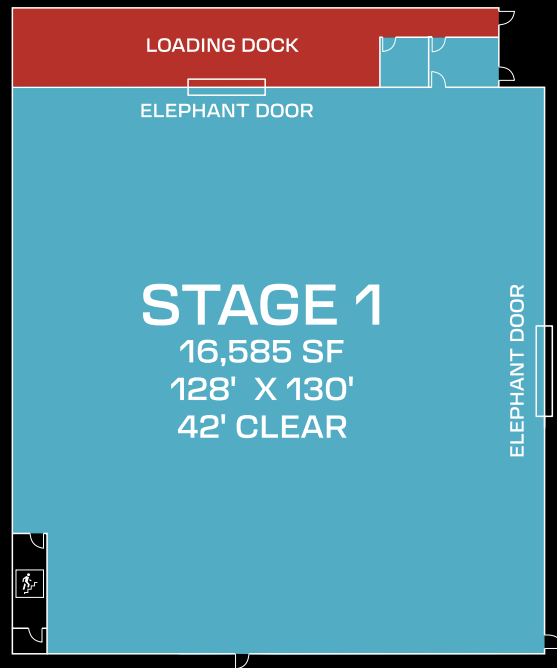 LOADING DOCK
ELEPHANT DOOR
STAGE 1
16,585 SF
128' X 130'
42' CLEAR
ELEPHANT DOOR